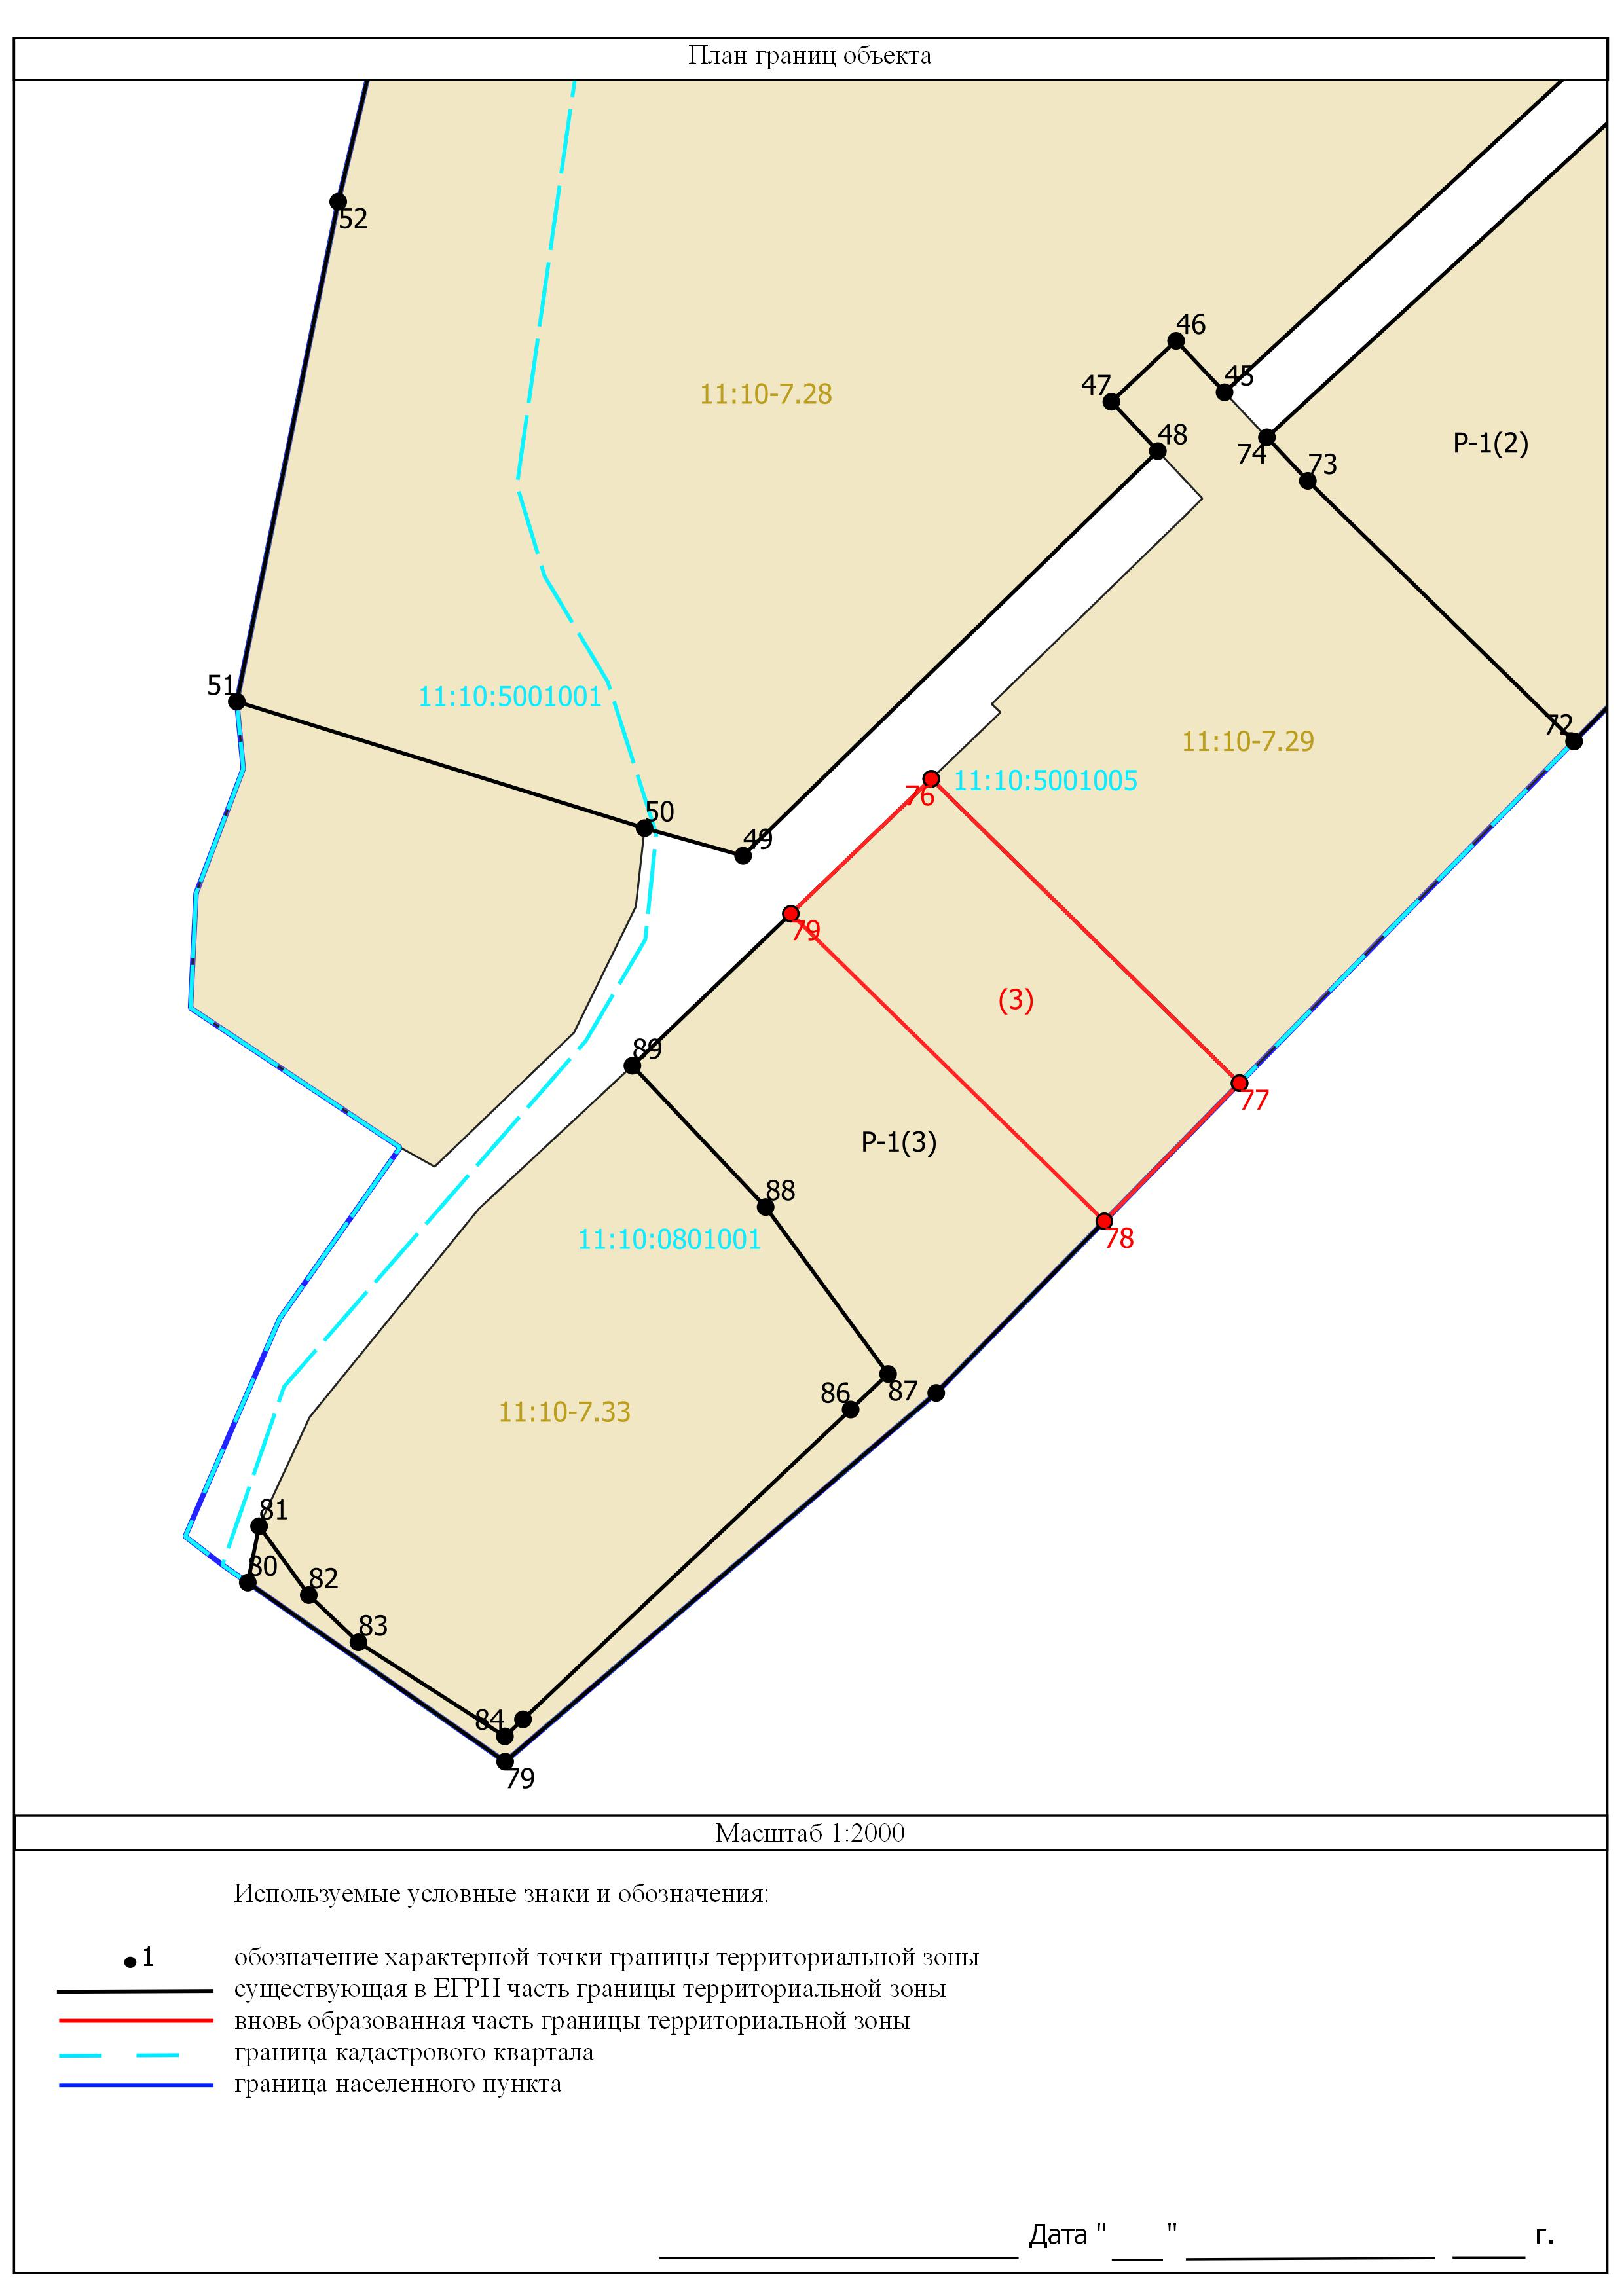 План границ объекта
52
46
47
45
11:10-7.28
48
74
73
Р-1(2)
51
11:10:5001001
72
11:10-7.29
76
11:10:5001005
50
49
79
(3)
89
77
Р-1(3)
88
78
11:10:0801001
86
87
11:10-7.33
81
80
82
83
84
79
Масштаб 1:2000
Используемые условные знаки и обозначения:
1 обозначение характерной точки границы территориальной зоны
существующая в ЕГРН часть границы территориальной зоны
вновь образованная часть границы территориальной зоны
граница кадастрового квартала
граница населенного пункта
Дата "___" ___ ___ г.